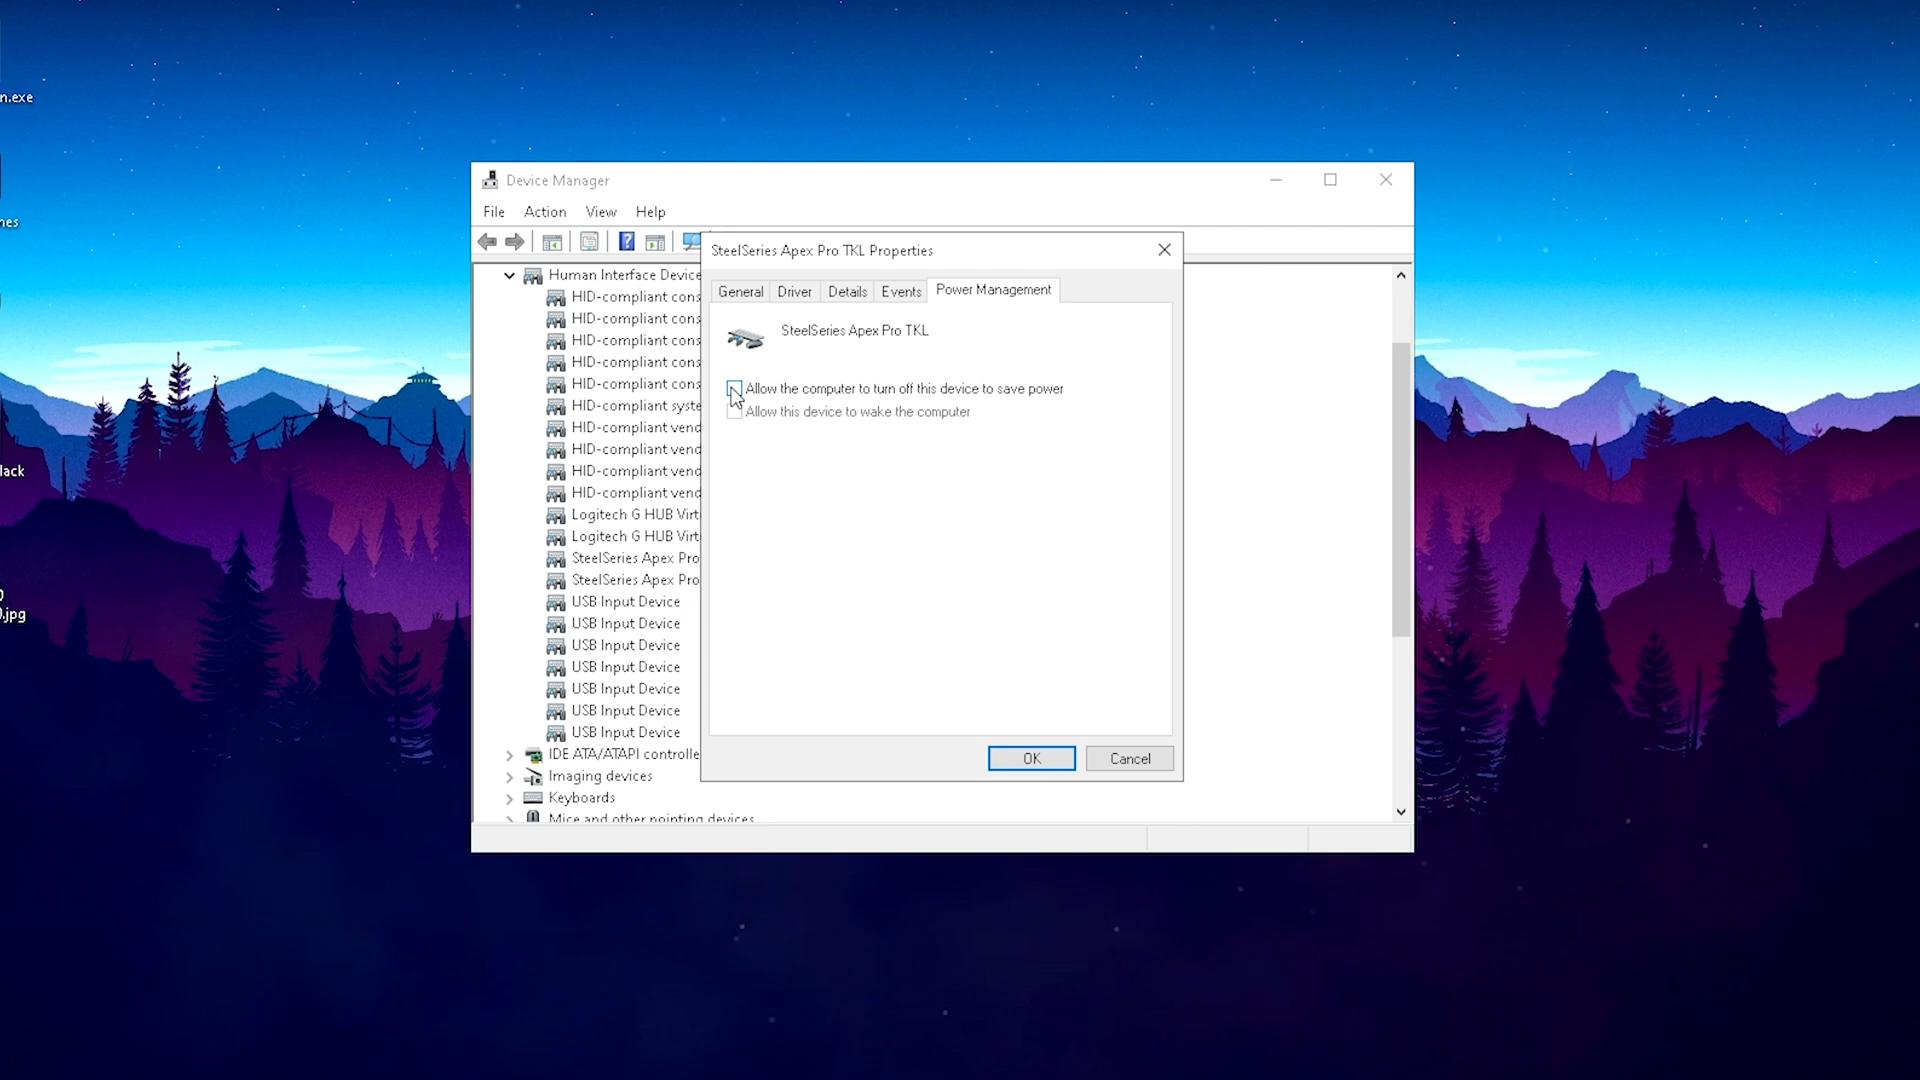 n.exe
nes
lack
0
0.jpg
Device Manager
File Action View Help
Human Interface Device
HID-compliant cons
HID-compliant cons
HID-compliant cons
HID-compliant cons
HID-compliant cons
HID-compliant syste
HID-compliant vend
HID-compliant vend
HID-compliant vend
HID-compliant vend
Logitech G HUB Virt
Logitech G HUB Virt
SteelSeries Apex Pro
SteelSeries Apex Pro
USB Input Device
USB Input Device
USB Input Device
USB Input Device
USB Input Device
USB Input Device
USB Input Device
IDE ATA/ATAPI controlle
Imaging devices
Keyboards
Mice and other pointing devices
SteelSeries Apex Pro TKL Properties
General Driver Details Events Power Management
SteelSeries Apex Pro TKL
Allow the computer to turn off this device to save power
Allow this device to wake the computer
OK Cancel